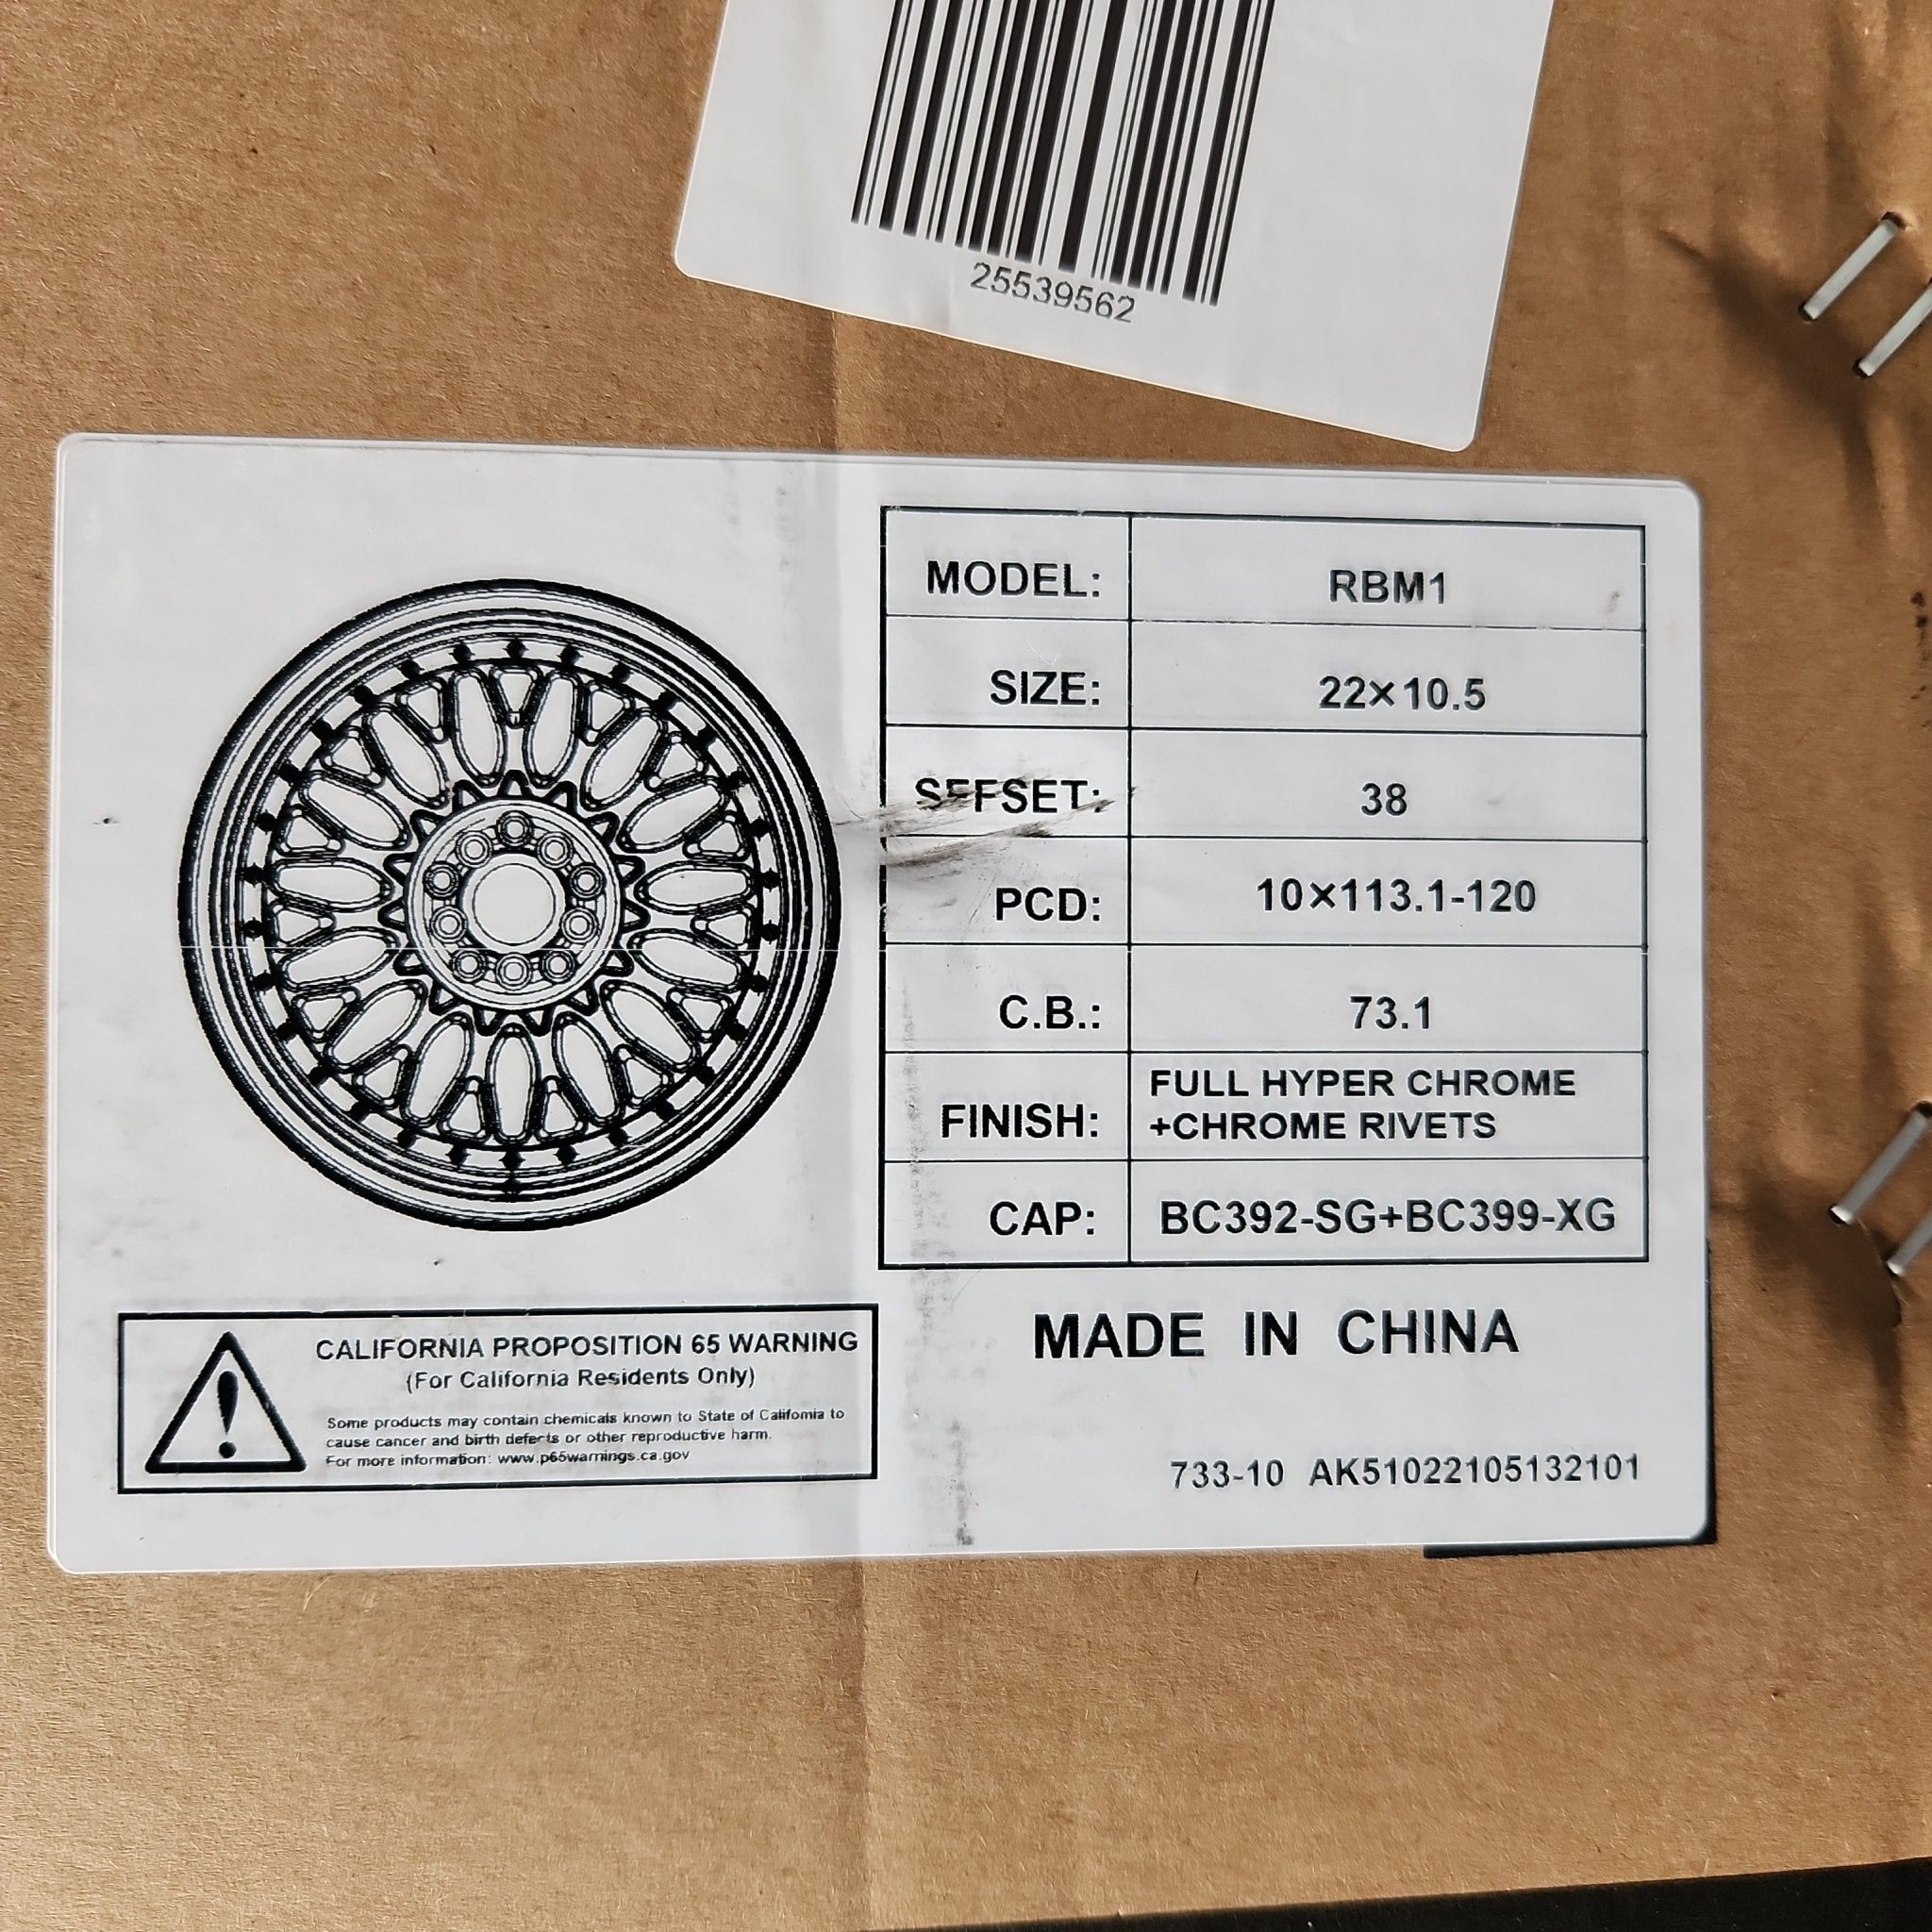 25539562
MODEL: RBM1
SIZE: 22×10.5
SFFSET: 38
PCD: 10×113.1-120
C.B.: 73.1
FINISH: FULL HYPER CHROME
+CHROME RIVETS
CAP: BC392-SG+BC399-XG
MADE IN CHINA
CALIFORNIA PROPOSITION 65 WARNING
(For California Residents Only)
Some products may contain chemicals known to State of California to
cause cancer and birth defects or other reproductive harm.
For more information: www.p65warnings.ca.gov
733-10 AK51022105132101